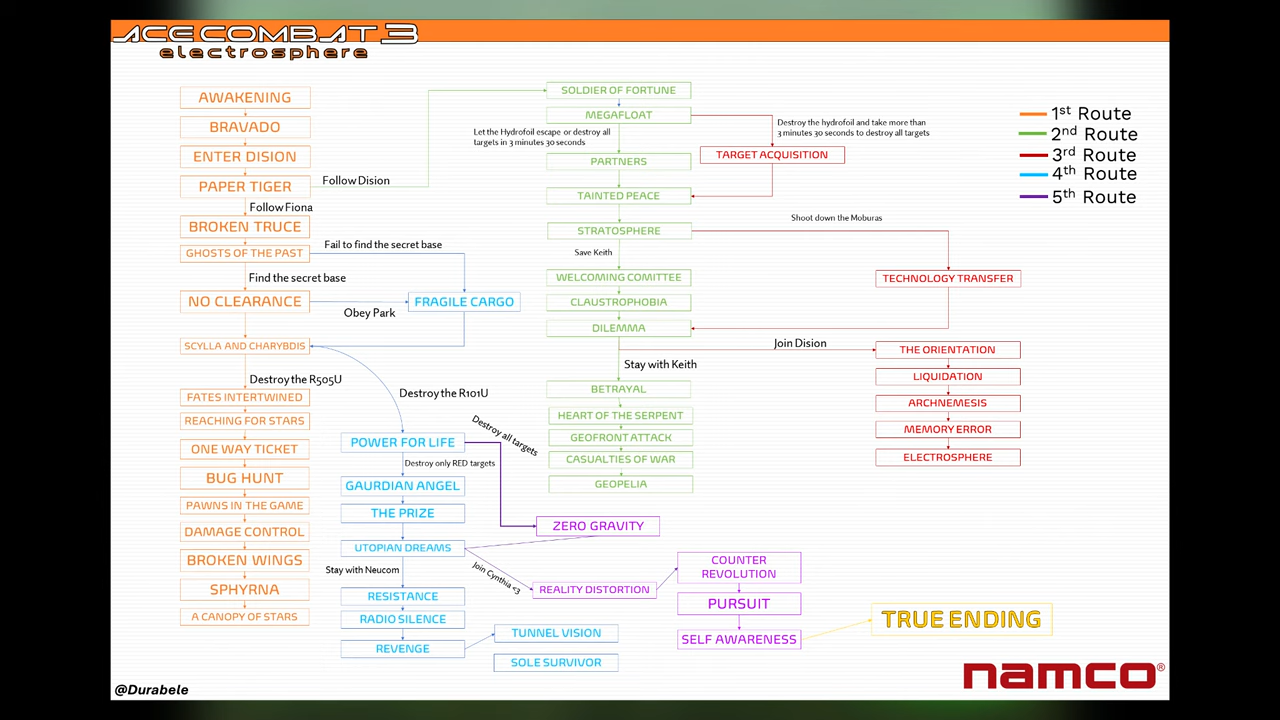 ACE COMBAT 3
electrosphere
AWAKENING
BRAVADO
ENTER DISION
PAPER TIGER
Follow Dision
Follow Fiona
BROKEN TRUCE
GHOSTS OF THE PAST
Fail to find the secret base
Find the secret base
NO CLEARANCE
Obey Park
FRAGILE CARGO
SCYLLA AND CHARYBDIS
Destroy the R505U
Destroy the R101U
FATES INTERTWINED
REACHING FOR STARS
ONE WAY TICKET
BUG HUNT
PAWNS IN THE GAME
DAMAGE CONTROL
BROKEN WINGS
SPHYRNA
A CANOPY OF STARS
POWER FOR LIFE
Destroy all targets
Destroy only RED targets
GAURDIAN ANGEL
THE PRIZE
UTOPIAN DREAMS
Stay with Neucom
Join Cynthia <3
RESISTANCE
RADIO SILENCE
REVENGE
TUNNEL VISION
SOLE SURVIVOR
SOLDIER OF FORTUNE
MEGAFLOAT
Let the Hydrofoil escape or destroy all
targets in 3 minutes 30 seconds
Destroy the hydrofoil and take more than
3 minutes 30 seconds to destroy all targets
PARTNERS
TARGET ACQUISITION
TAINTED PEACE
STRATOSPHERE
Shoot down the Moburas
Save Keith
WELCOMING COMITTEE
TECHNOLOGY TRANSFER
CLAUSTROPHOBIA
DILEMMA
Join Dision
Stay with Keith
THE ORIENTATION
LIQUIDATION
ARCHNEMESIS
MEMORY ERROR
ELECTROSPHERE
BETRAYAL
HEART OF THE SERPENT
GEOFRONT ATTACK
CASUALTIES OF WAR
GEOPELIA
ZERO GRAVITY
REALITY DISTORTION
COUNTER
REVOLUTION
PURSUIT
SELF AWARENESS
TRUE ENDING
1st Route
2nd Route
3rd Route
4th Route
5th Route
@Durabele
namco®